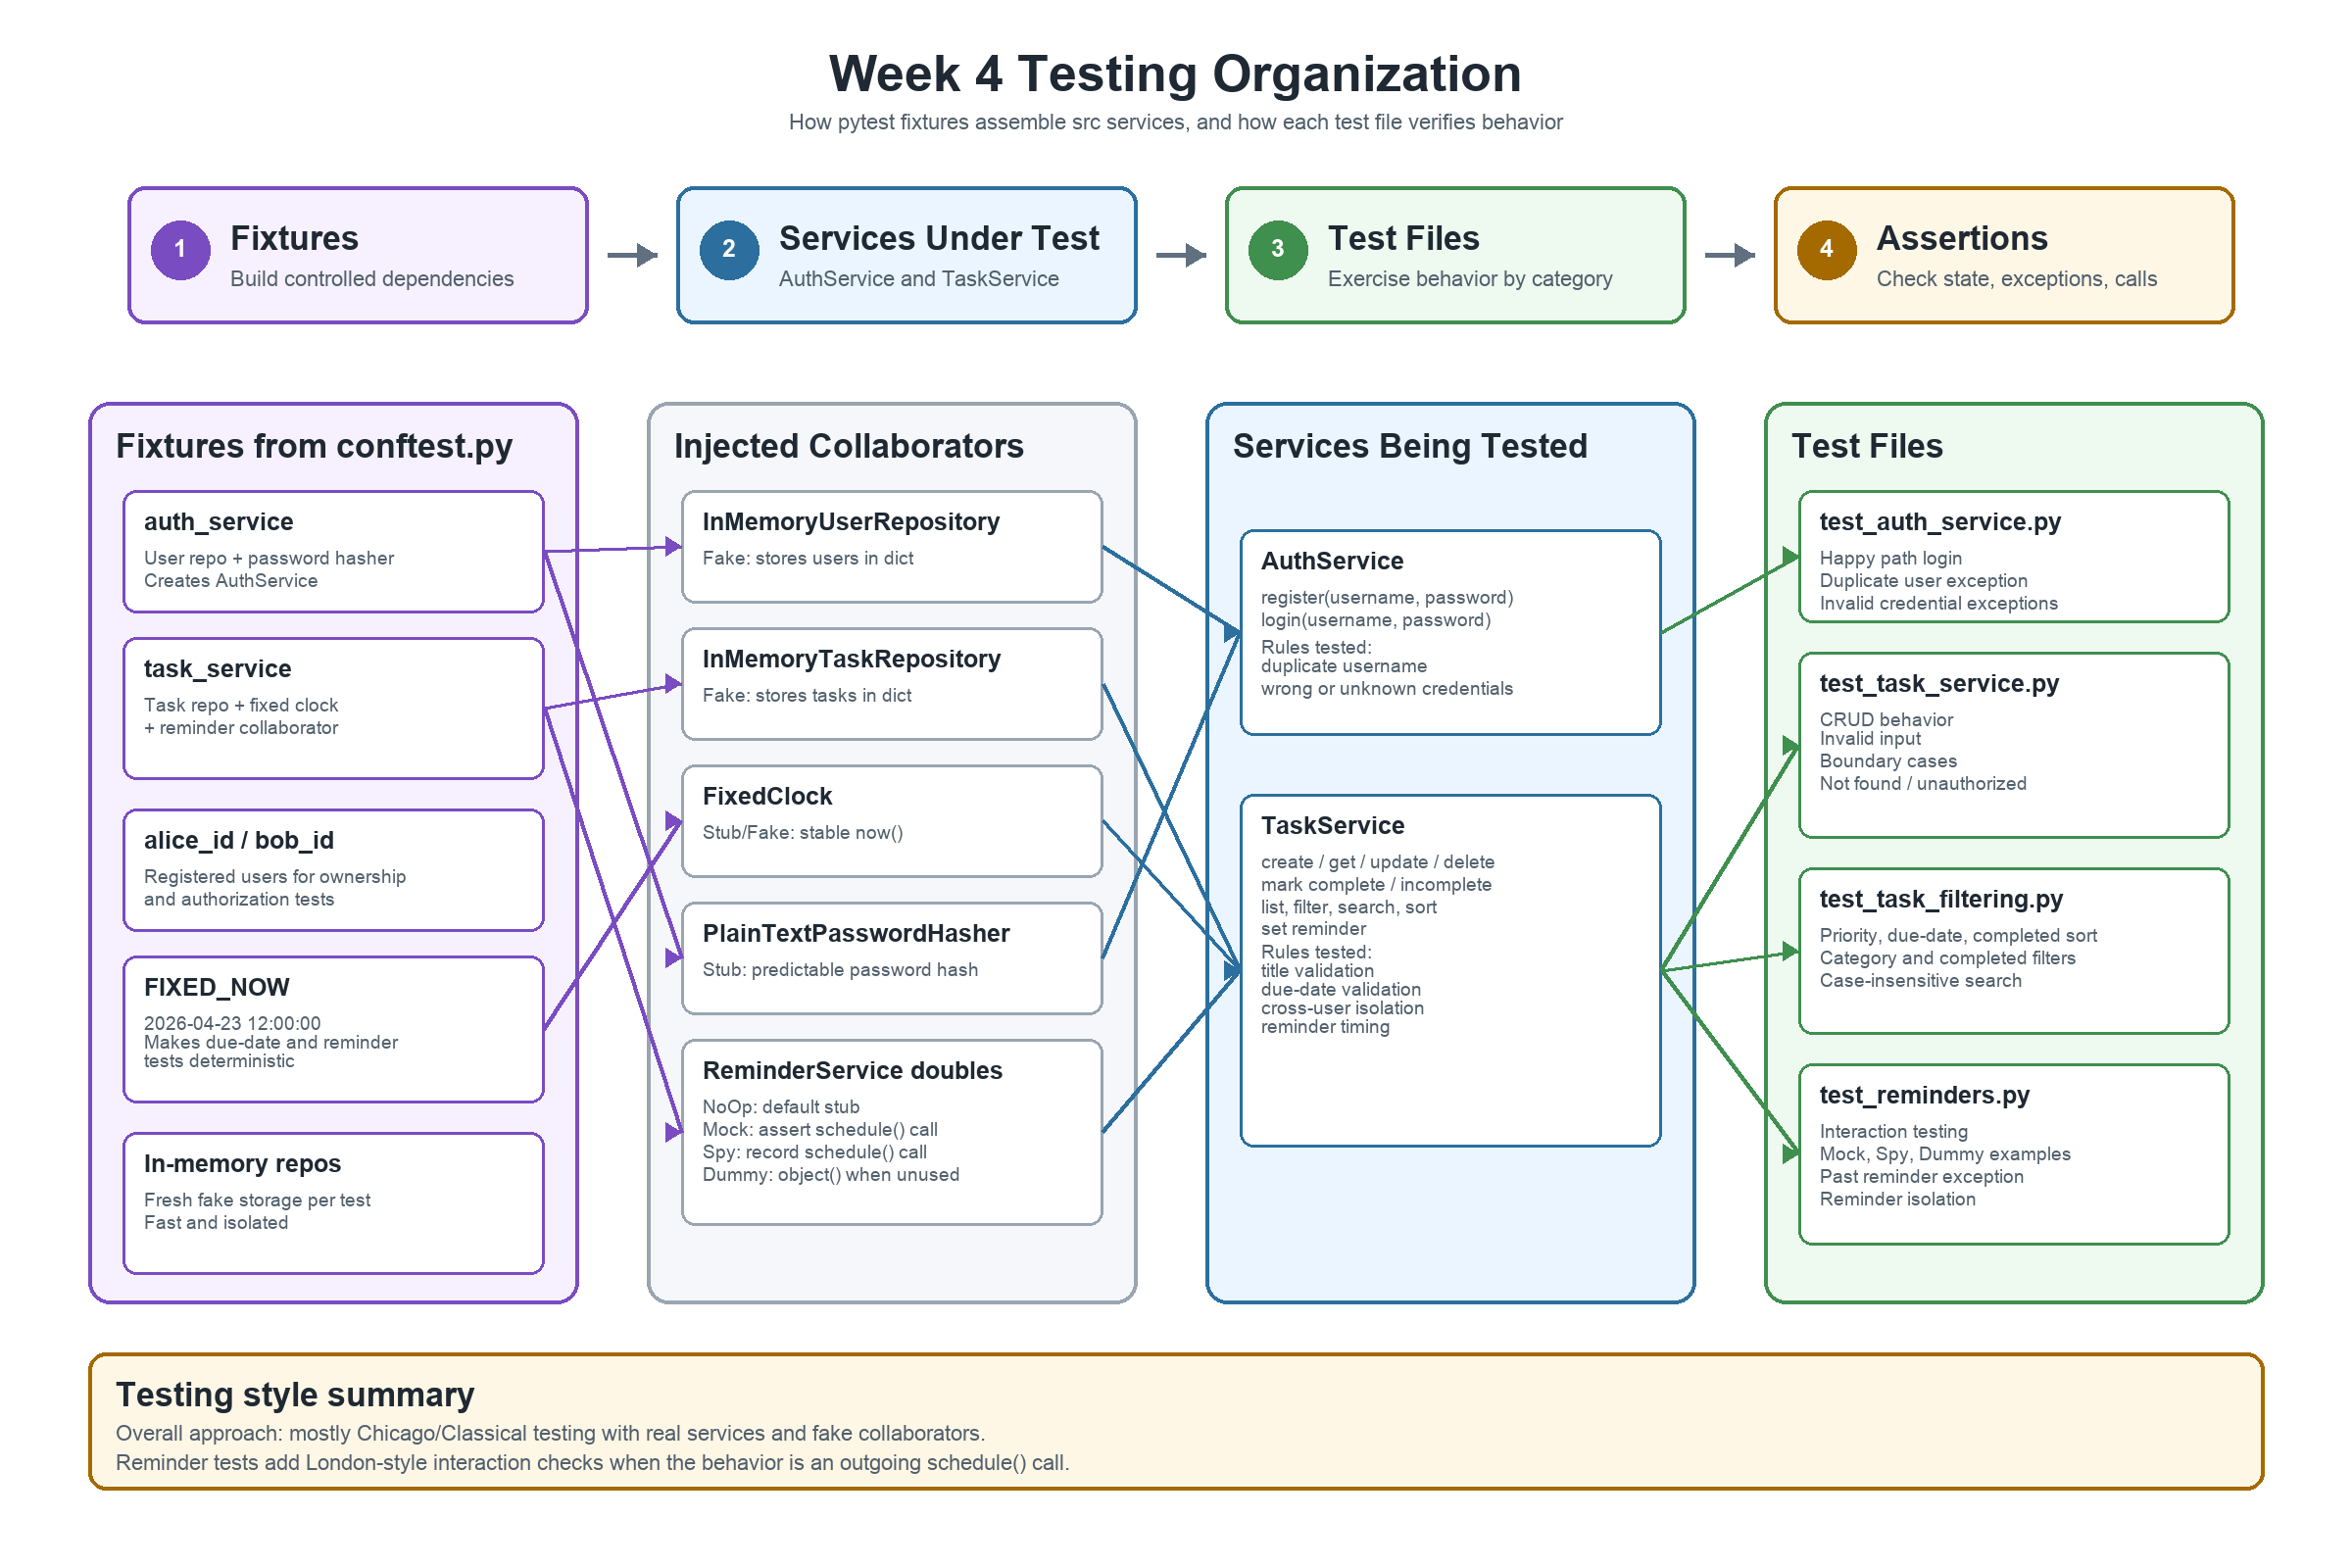 Week 4 Testing Organization
How pytest fixtures assemble src services, and how each test file verifies behavior
1
Fixtures
Build controlled dependencies
2
Services Under Test
AuthService and TaskService
3
Test Files
Exercise behavior by category
4
Assertions
Check state, exceptions, calls
Fixtures from conftest.py
auth_service
User repo + password hasher
Creates AuthService
task_service
Task repo + fixed clock
+ reminder collaborator
alice_id / bob_id
Registered users for ownership
and authorization tests
FIXED_NOW
2026-04-23 12:00:00
Makes due-date and reminder
tests deterministic
In-memory repos
Fresh fake storage per test
Fast and isolated
Injected Collaborators
InMemoryUserRepository
Fake: stores users in dict
InMemoryTaskRepository
Fake: stores tasks in dict
FixedClock
Stub/Fake: stable now()
PlainTextPasswordHasher
Stub: predictable password hash
ReminderService doubles
NoOp: default stub
Mock: assert schedule() call
Spy: record schedule() call
Dummy: object() when unused
Services Being Tested
AuthService
register(username, password)
login(username, password)
Rules tested:
duplicate username
wrong or unknown credentials
TaskService
create / get / update / delete
mark complete / incomplete
list, filter, search, sort
set reminder
Rules tested:
title validation
due-date validation
cross-user isolation
reminder timing
Test Files
test_auth_service.py
Happy path login
Duplicate user exception
Invalid credential exceptions
test_task_service.py
CRUD behavior
Invalid input
Boundary cases
Not found / unauthorized
test_task_filtering.py
Priority, due-date, completed sort
Category and completed filters
Case-insensitive search
test_reminders.py
Interaction testing
Mock, Spy, Dummy examples
Past reminder exception
Reminder isolation
Testing style summary
Overall approach: mostly Chicago/Classical testing with real services and fake collaborators.
Reminder tests add London-style interaction checks when the behavior is an outgoing schedule() call.